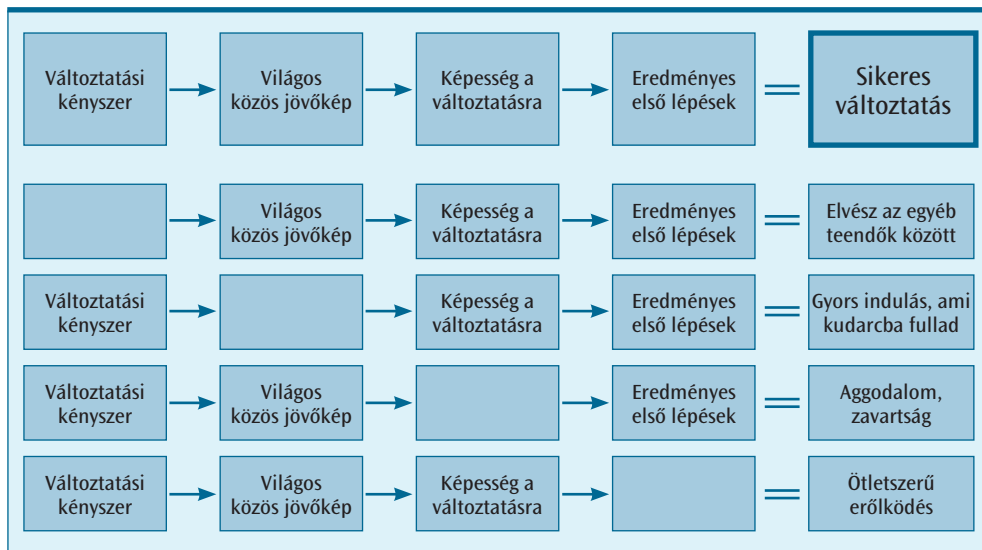 Változtatási
kényszer
Világos
közös jövőkép
Képesség a
változtatásra
Eredményes
első lépések
Sikeres
változtatás
Világos
közös jövőkép
Képesség a
változtatásra
Eredményes
első lépések
Elvész az egyéb
teendők között
Változtatási
kényszer
Képesség a
változtatásra
Eredményes
első lépések
Gyors indulás, ami
kudarcba fullad
Változtatási
kényszer
Világos
közös jövőkép
Eredményes
első lépések
Aggodalom,
zavartság
Változtatási
kényszer
Világos
közös jövőkép
Képesség a
változtatásra
Ötletszerű
erőlködés